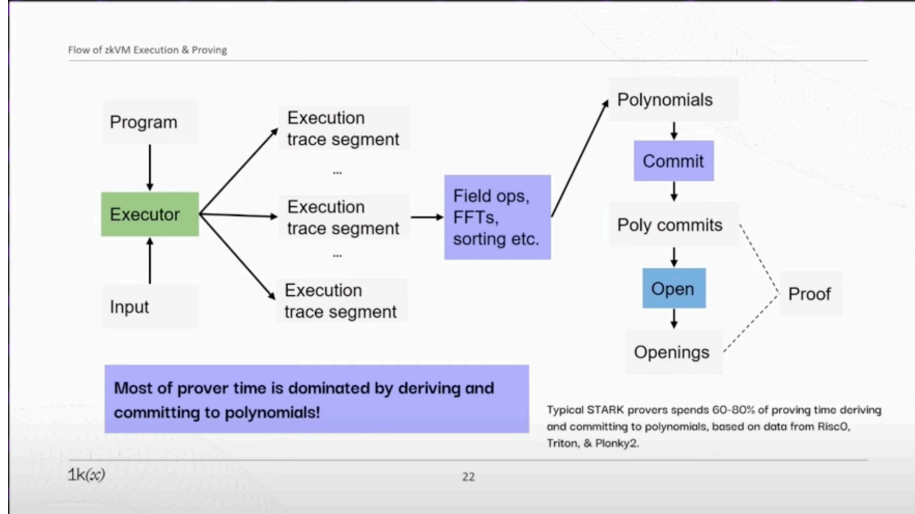 Flow of zkVM Execution & Proving
Program
Executor
Input
Execution
trace segment
...
Execution
trace segment
...
Execution
trace segment
Field ops,
FFTs,
sorting etc.
Polynomials
Commit
Poly commits
Open
Openings
Proof
Most of prover time is dominated by deriving and
committing to polynomials!
Typical STARK provers spends 60-80% of proving time deriving
and committing to polynomials, based on data from Risc0,
Triton, & Plonky2.
1k(x)
22